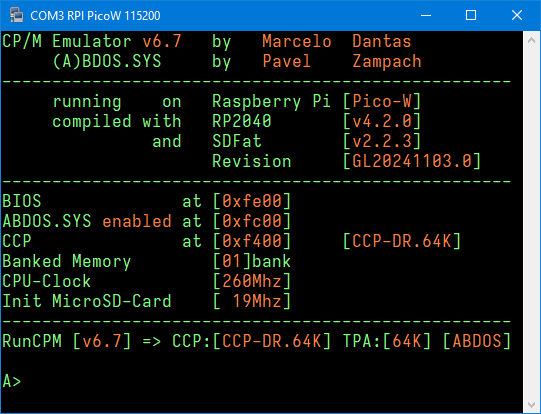 COM3 RPI PicoW 115200
CP/M Emulator v6.7 by Marcelo Dantas
(A)BDOS.SYS by Pavel Zampach
---------------------------------------------------
running on Raspberry Pi [Pico-W]
compiled with RP2040 [v4.2.0]
and SDFat [v2.2.3]
Revision [GL20241103.0]
---------------------------------------------------
BIOS at [0xfe00]
ABDOS.SYS enabled at [0xfc00]
CCP at [0xf400] [CCP-DR.64K]
Banked Memory [01]bank
CPU-Clock [260Mhz]
Init MicroSD-Card [ 19Mhz]
---------------------------------------------------
RunCPM [v6.7] => CCP:[CCP-DR.64K] TPA:[64K] [ABDOS]
A>